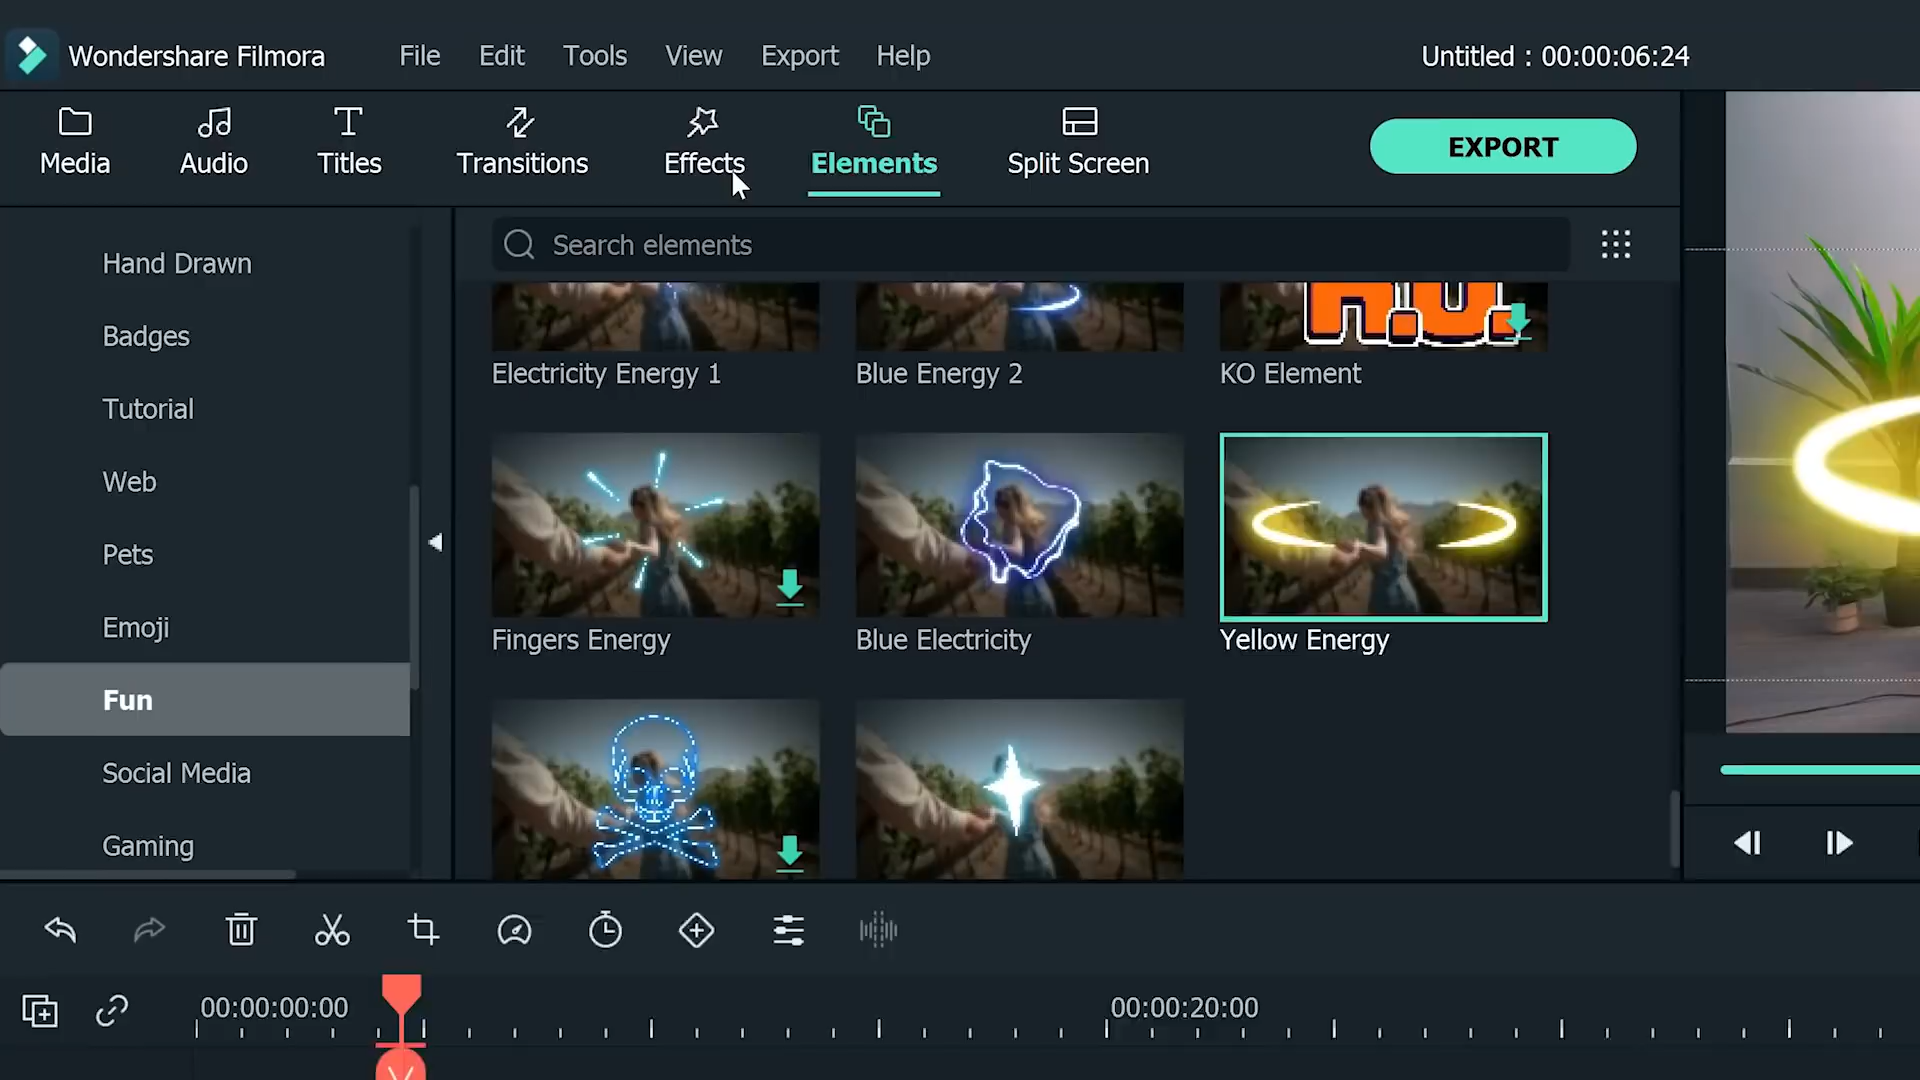 Wondershare Filmora File Edit Tools View Export Help Untitled : 00:00:06:24
Media Audio Titles Transitions Effects Elements Split Screen EXPORT
Search elements
Hand Drawn
Badges
Tutorial
Web
Pets
Emoji
Fun
Social Media
Gaming
K.O.
Electricity Energy 1 Blue Energy 2 KO Element
Fingers Energy Blue Electricity Yellow Energy
00:00:00:00 00:00:20:00